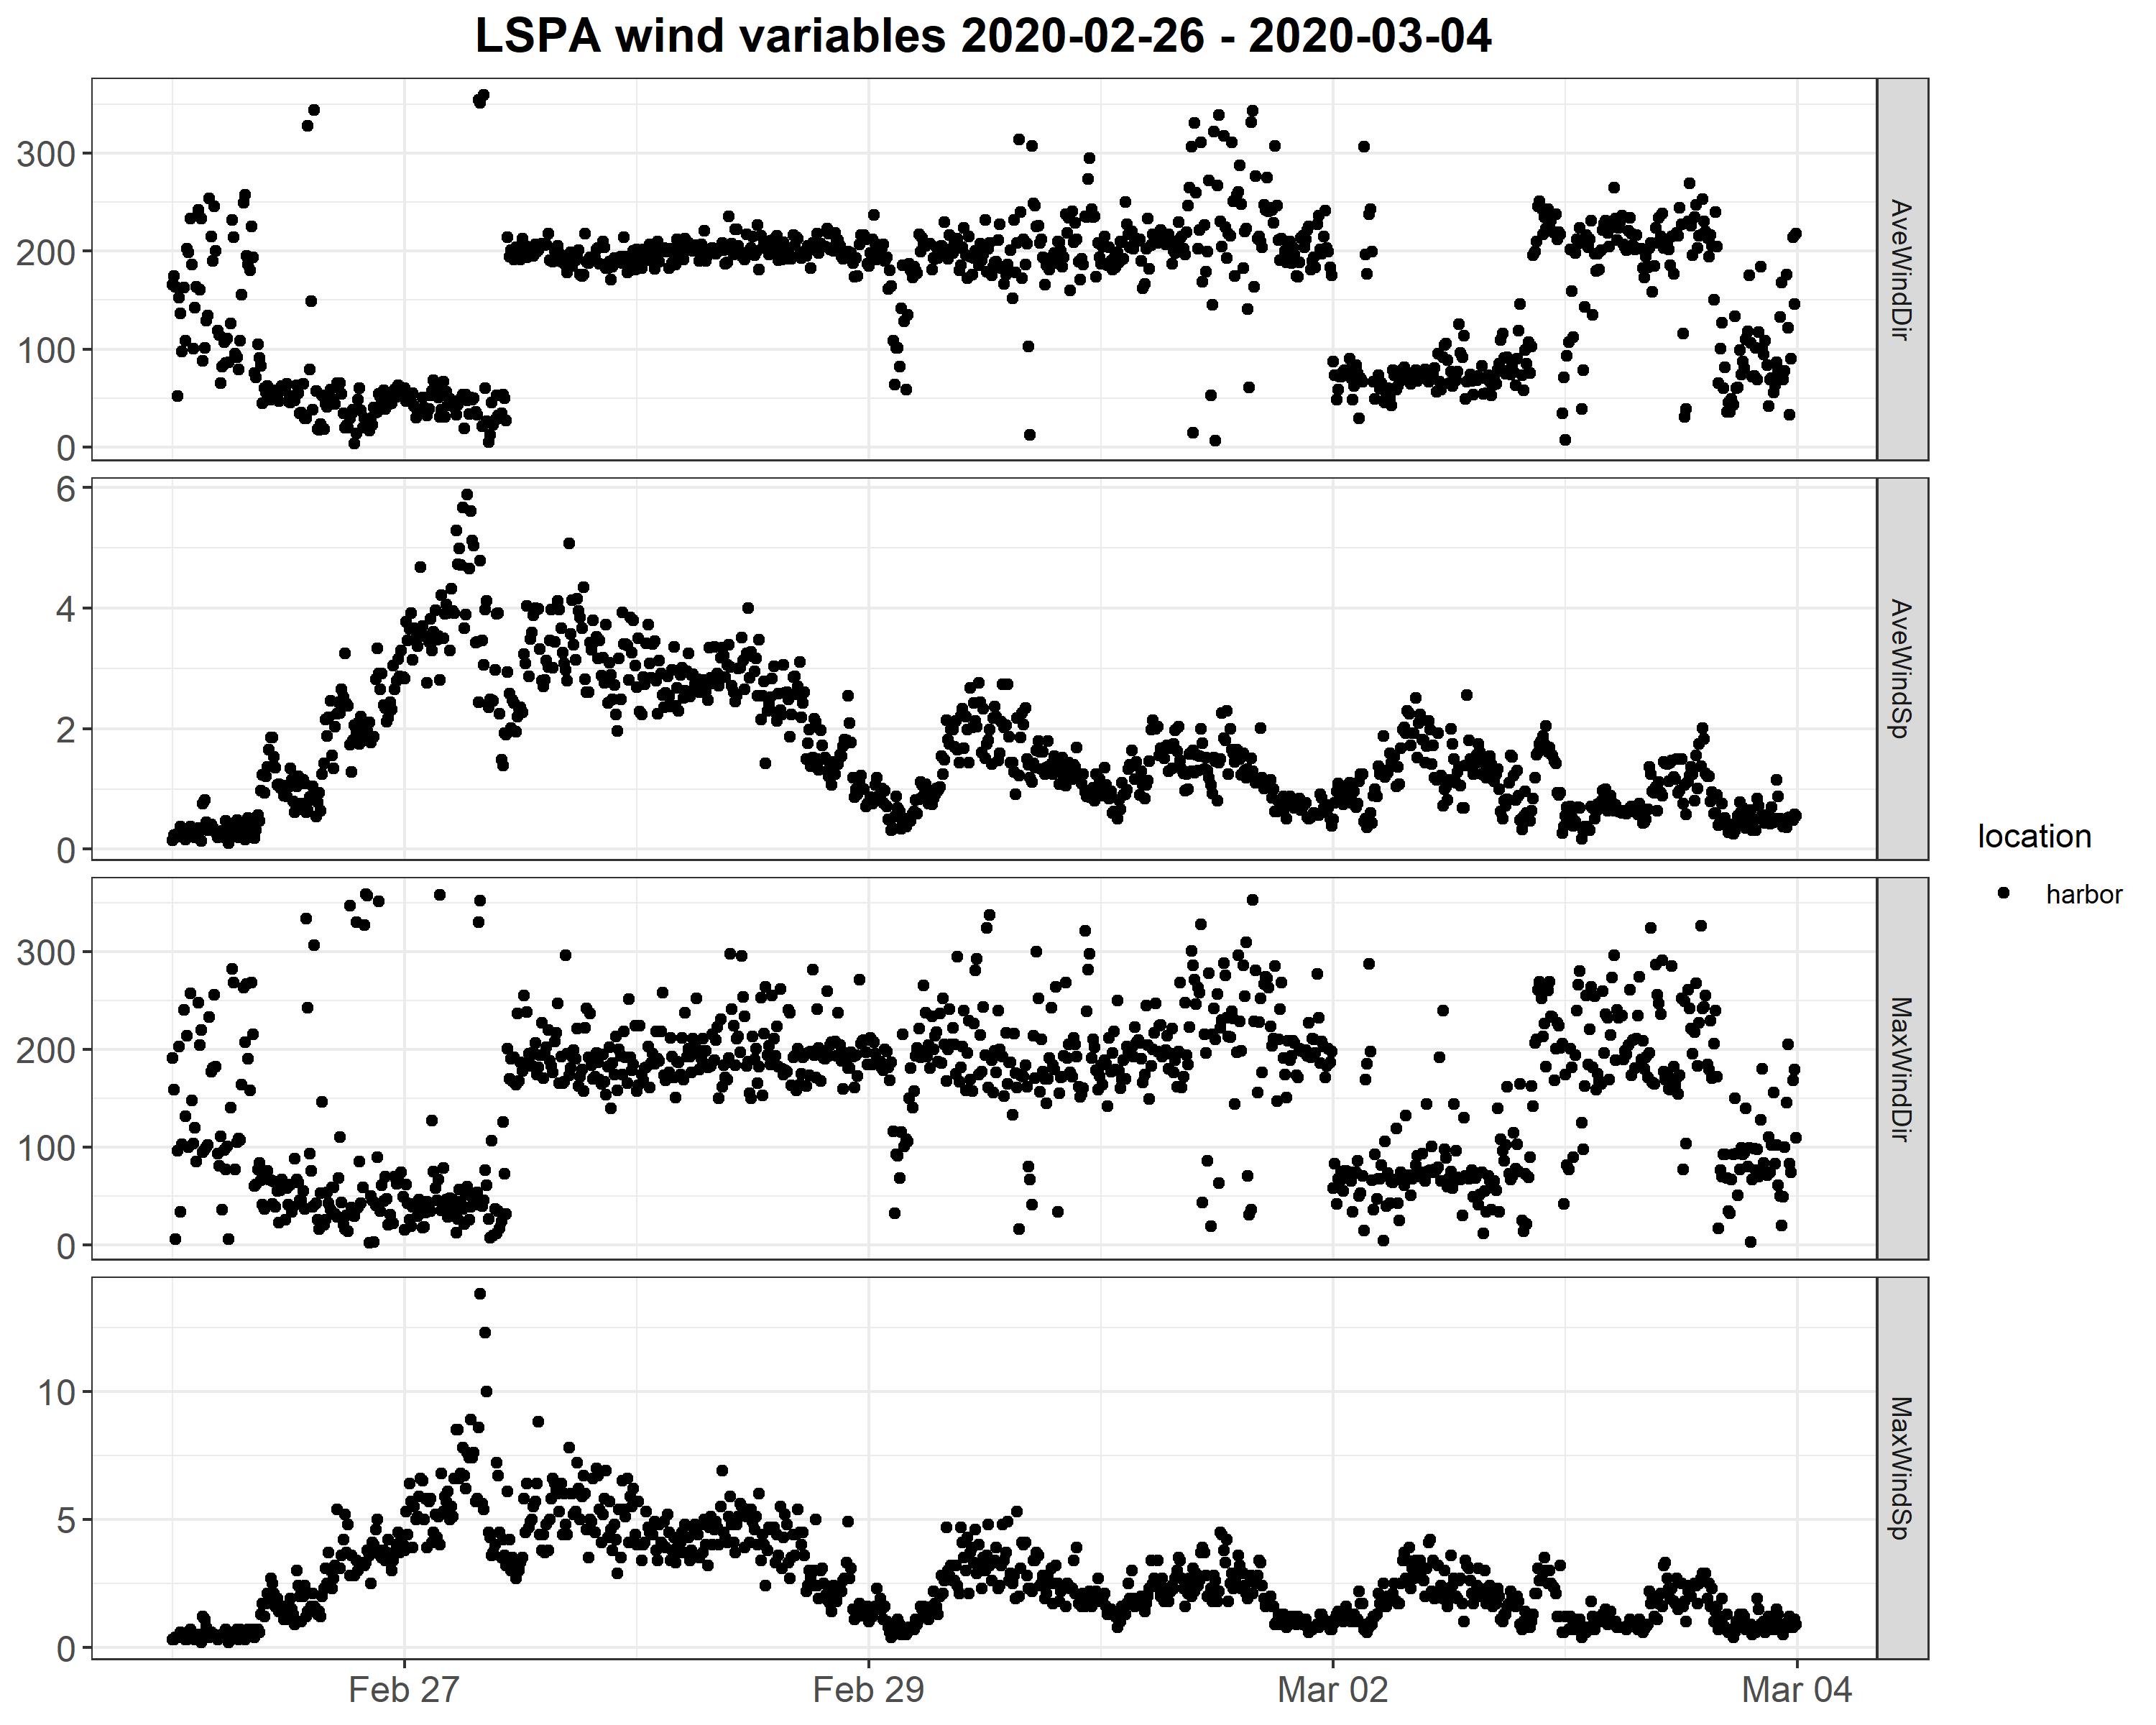 LSPA wind variables 2020-02-26 - 2020-03-04
300
200
100
0
AveWindDir
6
4
2
0
AveWindSp
300
200
100
0
MaxWindDir
10
5
0
MaxWindSp
Feb 27
Feb 29
Mar 02
Mar 04
location
harbor